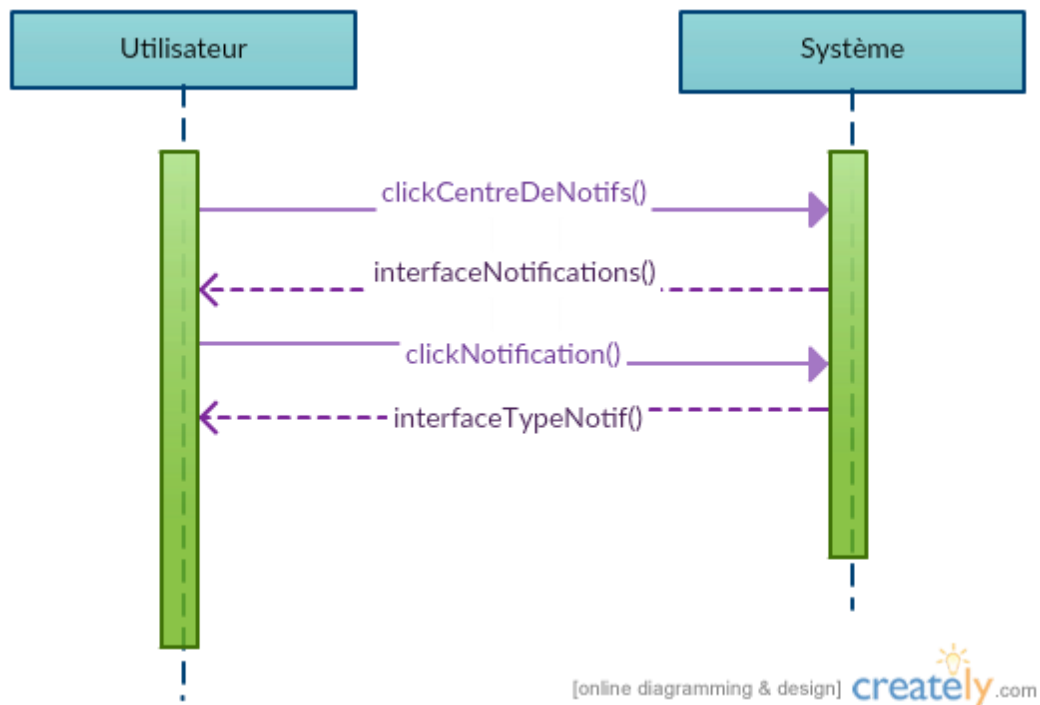 Utilisateur
Système
clickCentreDeNotifs()
interfaceNotifications()
clickNotification()
interfaceTypeNotif()
[online diagramming & design] creately.com